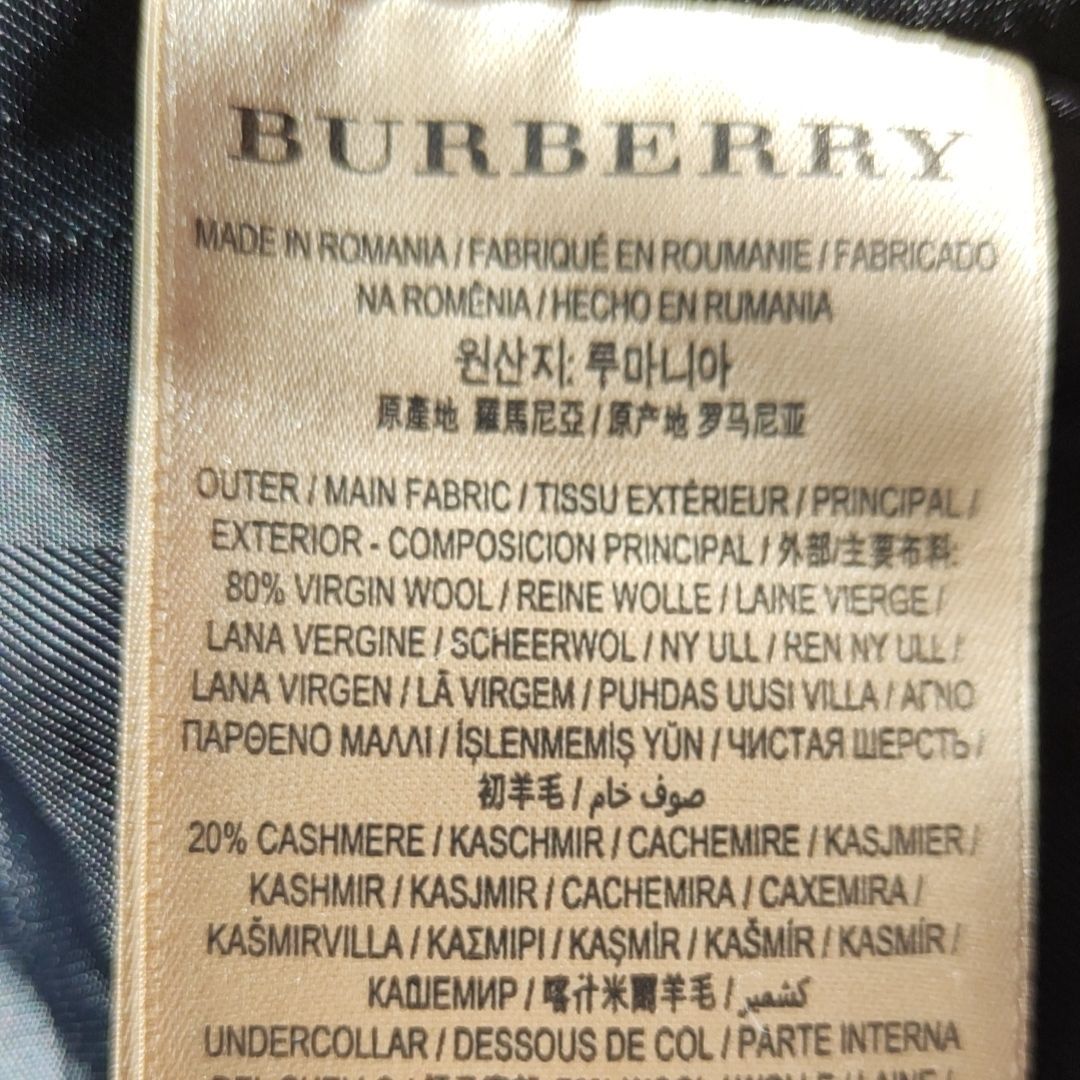 BURBERRY
MADE IN ROMANIA / FABRIQUÉ EN ROUMANIE / FABRICADO
NA ROMÊNIA / HECHO EN RUMANIA
원산지: 루마니아
原產地 羅馬尼亞 / 原产地 罗马尼亚
OUTER / MAIN FABRIC / TISSU EXTÉRIEUR / PRINCIPAL /
EXTERIOR - COMPOSICION PRINCIPAL / 外部/主要布料:
80% VIRGIN WOOL / REINE WOLLE / LAINE VIERGE /
LANA VERGINE / SCHEERWOL / NY ULL / REN NY ULL /
LANA VIRGEN / LÃ VIRGEM / PUHDAS UUSI VILLA / ΑΓΝΟ
ΠΑΡΘΕΝΟ ΜΑΛΛΙ / İŞLENMEMİŞ YŬN / ЧИСТАЯ ШЕРСТЬ /
初羊毛 / صوف خام
20% CASHMERE / KASCHMIR / CACHEMIRE / KASJMIER /
KASHMIR / KASJMIR / CACHEMIRA / CAXEMIRA /
KAŠMIRVILLA / ΚΑΣΜΙΡΙ / KAŞMİR / KAŠMÍR / KASMÍR /
КАШЕМИР / 喀什米爾羊毛 / كشمير
UNDERCOLLAR / DESSOUS DE COL / PARTE INTERNA